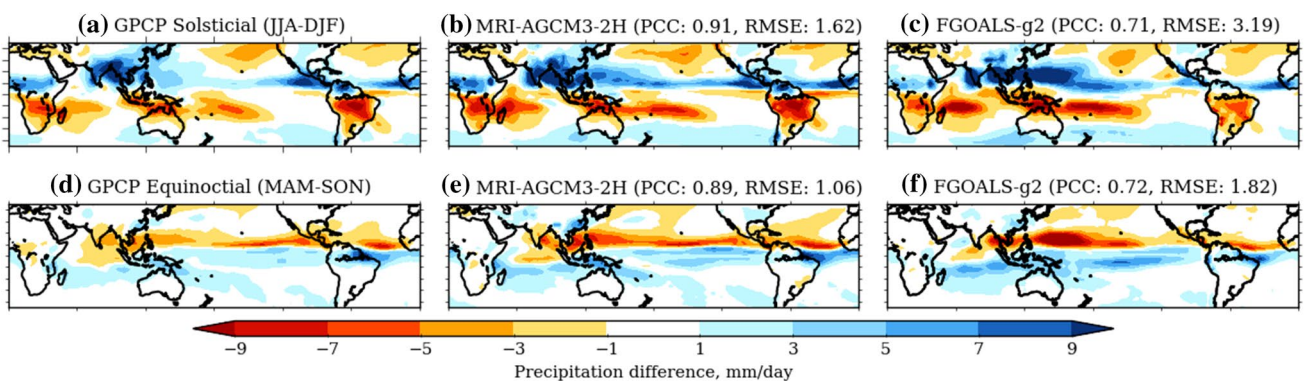 (a) GPCP Solsticial (JJA-DJF)
(b) MRI-AGCM3-2H (PCC: 0.91, RMSE: 1.62)
(c) FGOALS-g2 (PCC: 0.71, RMSE: 3.19)
(d) GPCP Equinoctial (MAM-SON)
(e) MRI-AGCM3-2H (PCC: 0.89, RMSE: 1.06)
(f) FGOALS-g2 (PCC: 0.72, RMSE: 1.82)
−9 −7 −5 −3 −1 1 3 5 7 9
Precipitation difference, mm/day